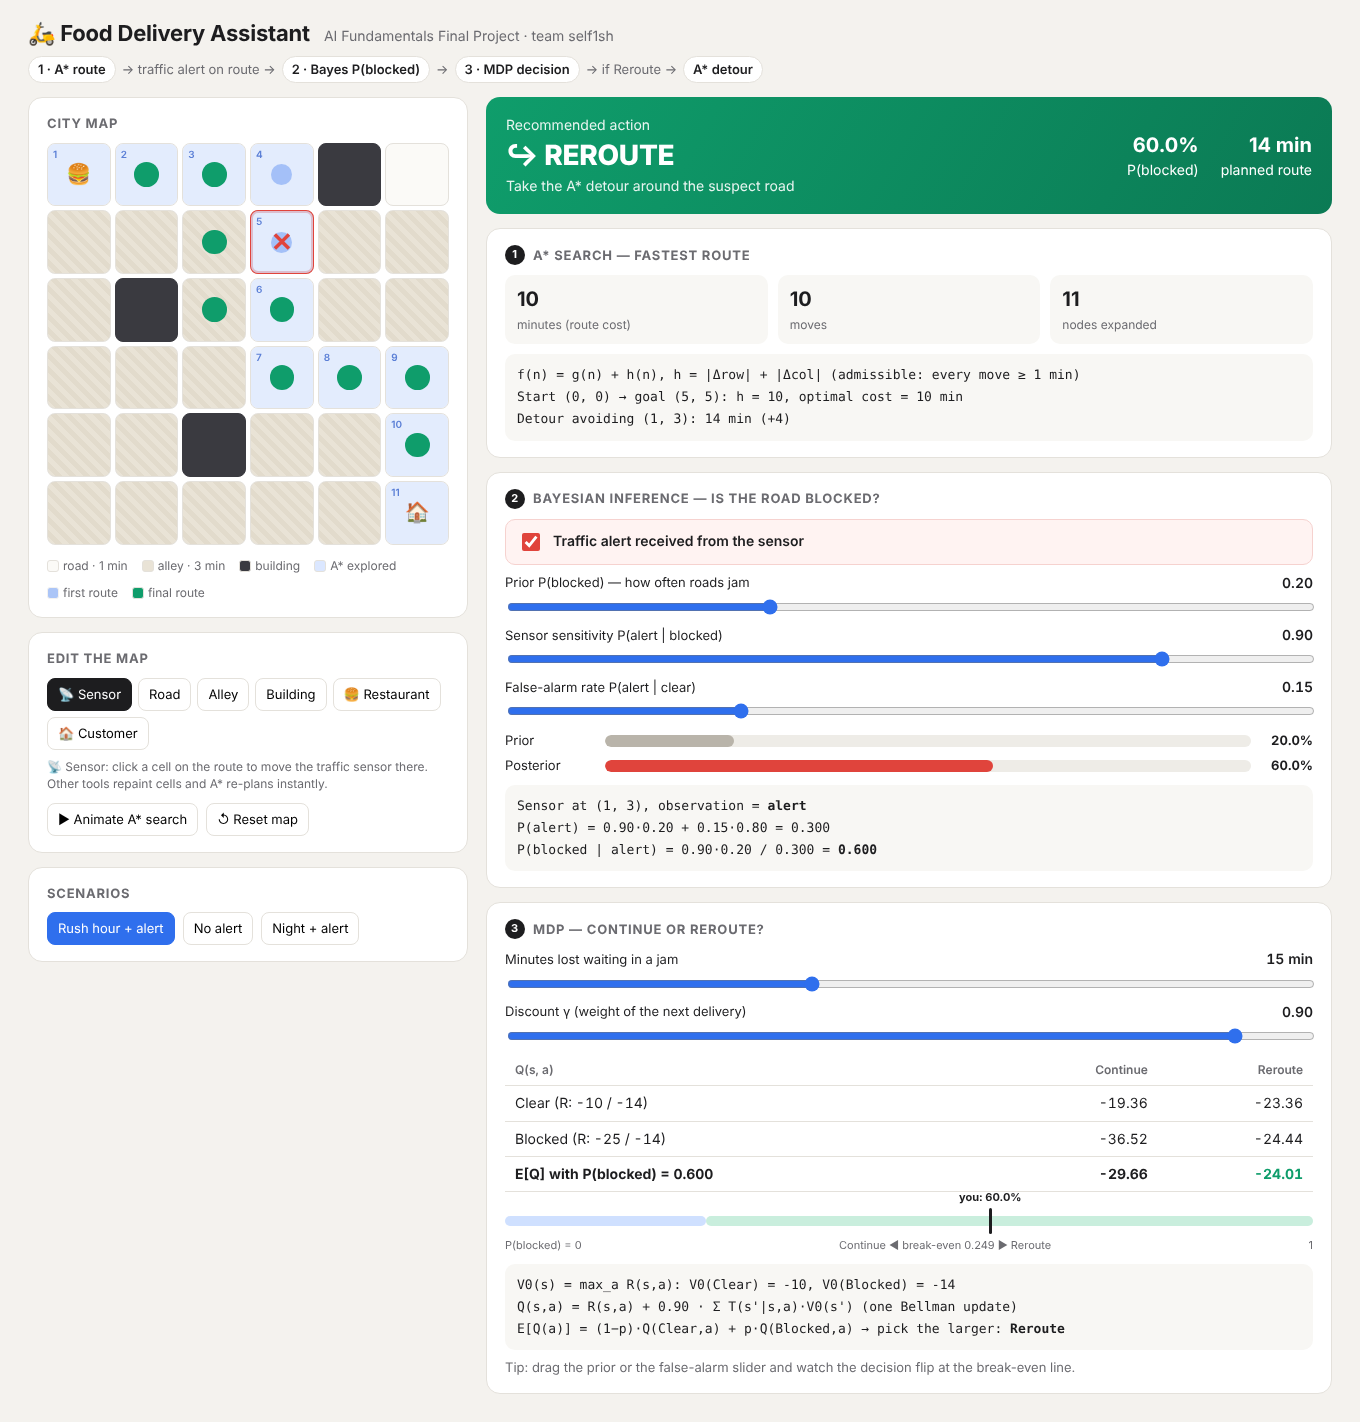 Food Delivery Assistant AI Fundamentals Final Project · team self1sh
1 · A* route → traffic alert on route → 2 · Bayes P(blocked) → 3 · MDP decision → if Reroute → A* detour
CITY MAP
1 2 3 4
5
6
7 8 9
10
11
road · 1 min alley · 3 min building A* explored
first route final route
EDIT THE MAP
Sensor Road Alley Building Restaurant
Customer
Sensor: click a cell on the route to move the traffic sensor there.
Other tools repaint cells and A* re-plans instantly.
▶ Animate A* search ↺ Reset map
SCENARIOS
Rush hour + alert No alert Night + alert
Recommended action
↪ REROUTE
Take the A* detour around the suspect road
60.0% 14 min
P(blocked) planned route
1 A* SEARCH — FASTEST ROUTE
10 10 11
minutes (route cost) moves nodes expanded
f(n) = g(n) + h(n), h = |Δrow| + |Δcol| (admissible: every move ≥ 1 min)
Start (0, 0) → goal (5, 5): h = 10, optimal cost = 10 min
Detour avoiding (1, 3): 14 min (+4)
2 BAYESIAN INFERENCE — IS THE ROAD BLOCKED?
Traffic alert received from the sensor
Prior P(blocked) — how often roads jam 0.20
Sensor sensitivity P(alert | blocked) 0.90
False-alarm rate P(alert | clear) 0.15
Prior 20.0%
Posterior 60.0%
Sensor at (1, 3), observation = alert
P(alert) = 0.90·0.20 + 0.15·0.80 = 0.300
P(blocked | alert) = 0.90·0.20 / 0.300 = 0.600
3 MDP — CONTINUE OR REROUTE?
Minutes lost waiting in a jam 15 min
Discount γ (weight of the next delivery) 0.90
Q(s, a) Continue Reroute
Clear (R: -10 / -14) -19.36 -23.36
Blocked (R: -25 / -14) -36.52 -24.44
E[Q] with P(blocked) = 0.600 -29.66 -24.01
you: 60.0%
P(blocked) = 0 Continue ◀ break-even 0.249 ▶ Reroute 1
V0(s) = max_a R(s,a): V0(Clear) = -10, V0(Blocked) = -14
Q(s,a) = R(s,a) + 0.90 · Σ T(s'|s,a)·V0(s') (one Bellman update)
E[Q(a)] = (1−p)·Q(Clear,a) + p·Q(Blocked,a) → pick the larger: Reroute
Tip: drag the prior or the false-alarm slider and watch the decision flip at the break-even line.